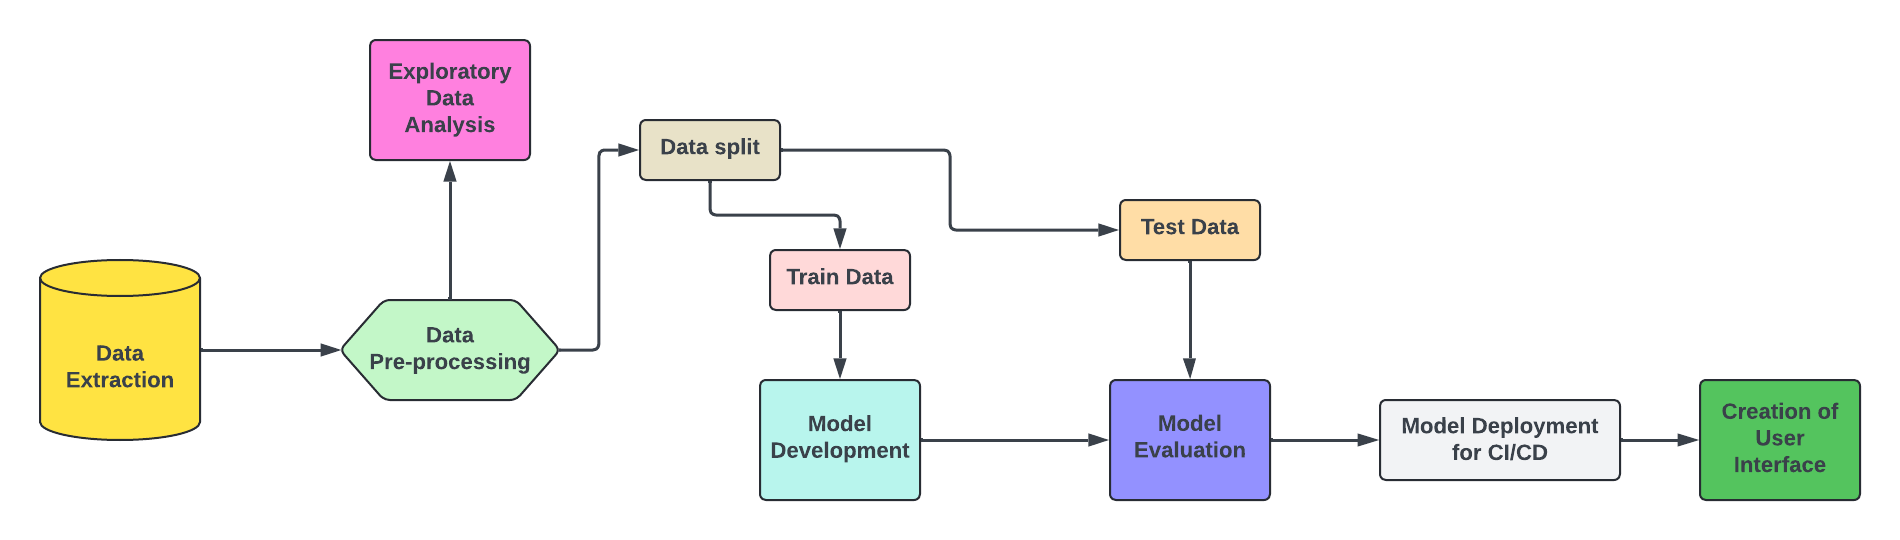 Exploratory
Data
Analysis
Data split
Test Data
Train Data
Data
Extraction
Data
Pre-processing
Model
Development
Model
Evaluation
Model Deployment
for CI/CD
Creation of
User
Interface